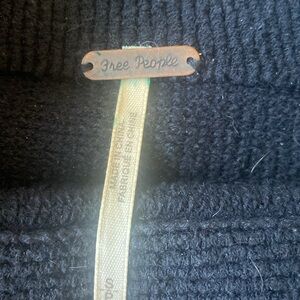 Free People
MADE IN CHINA
FABRIQUÉ EN CHINE
S